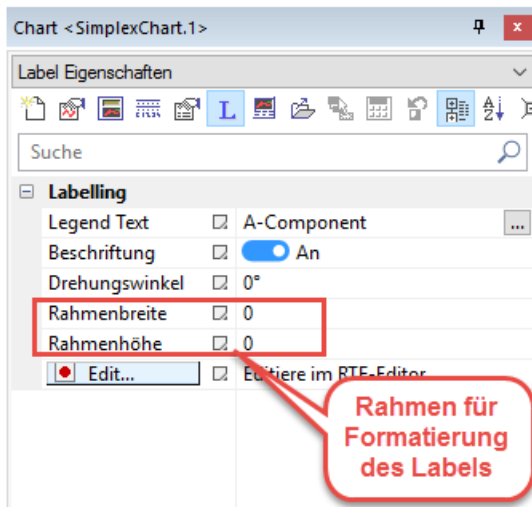 Chart <SimplexChart.1>
Label Eigenschaften
L
Suche
Labelling
Legend Text A-Component ...
Beschriftung An
Drehungswinkel 0°
Rahmenbreite 0
Rahmenhöhe 0
Edit... Editiere im RTF-Editor
Rahmen für
Formatierung
des Labels